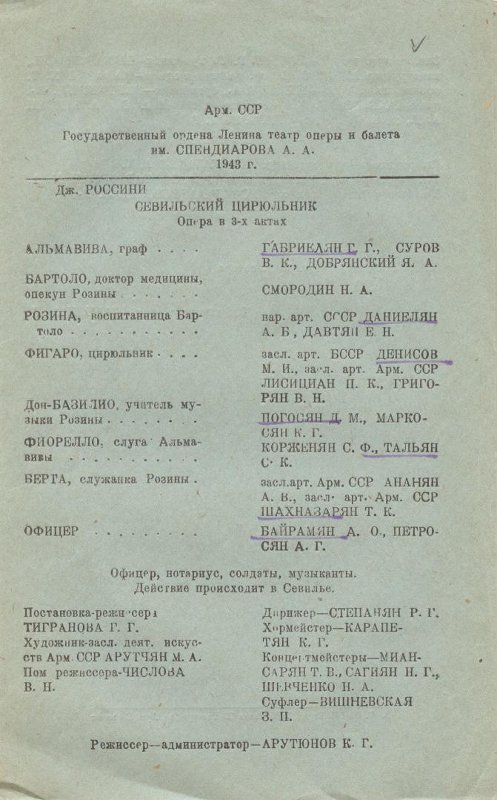 Арм. ССР
Государственный ордена Ленина театр оперы и балета
им. СПЕНДИАРОВА А. А.
1943 г.
Дж. РОССИНИ
СЕВИЛЬСКИЙ ЦИРЮЛЬНИК
Опера в 3-х актах
АЛЬМАВИВА, граф . . . .
ГАБРИЕЛЯН Г. Г., СУРОВ
В. К., ДОБРЯНСКИЙ Я. А.
БАРТОЛО, доктор медицины,
опекун Розины . . . . . . .
СМОРОДИН Н. А.
РОЗИНА, воспитанница Бар-
толо . . . . . . . . . . .
нар. арт. СССР ДАНИЕЛЯН
А. Б., ДАВТЯН Е. Н.
ФИГАРО, цирюльник . . . .
засл. арт. БССР ДЕНИСОВ
М. И., засл. арт. Арм. ССР
ЛИСИЦИАН П. К., ГРИГО-
РЯН В. Н.
Дон-БАЗИЛИО, учитель му-
зыки Розины . . . . . . . .
ПОГОСЯН Д. М., МАРКО-
СЯН К. Г.
ФИОРЕЛЛО, слуга Альма-
вивы . . . . . . . . . .
КОРЖЕНЯН С. Ф., ТАЛЬЯН
С. К.
БЕРТА, служанка Розины .
засл.арт. Арм. ССР АНАНЯН
А. В., засл. арт. Арм. ССР
ШАХНАЗАРЯН Т. К.
ОФИЦЕР . . . . . . . . .
БАЙРАМЯН А. О., ПЕТРО-
СЯН А. Г.
Офицер, нотариус, солдаты, музыканты.
Действие происходит в Севилье.
Постановка-режиссера
ТИГРАНОВА Г. Г.
Художник-засл. деят. искус-
ств Арм. ССР АРУТЧЯН М. А.
Пом режиссера-ЧИСЛОВА
В. Н.
Дирижер—СТЕПАНЯН Р. Г.
Хормейстер—КАРАПЕ-
ТЯН К. Г.
Концертмейстеры—МИАН-
САРЯН Т. В., САГИЯН Н. Г.,
ШЕВЧЕНКО Н. А.
Суфлер—ВИШНЕВСКАЯ
З. П.
Режиссер—администратор—АРУТЮНОВ К. Г.